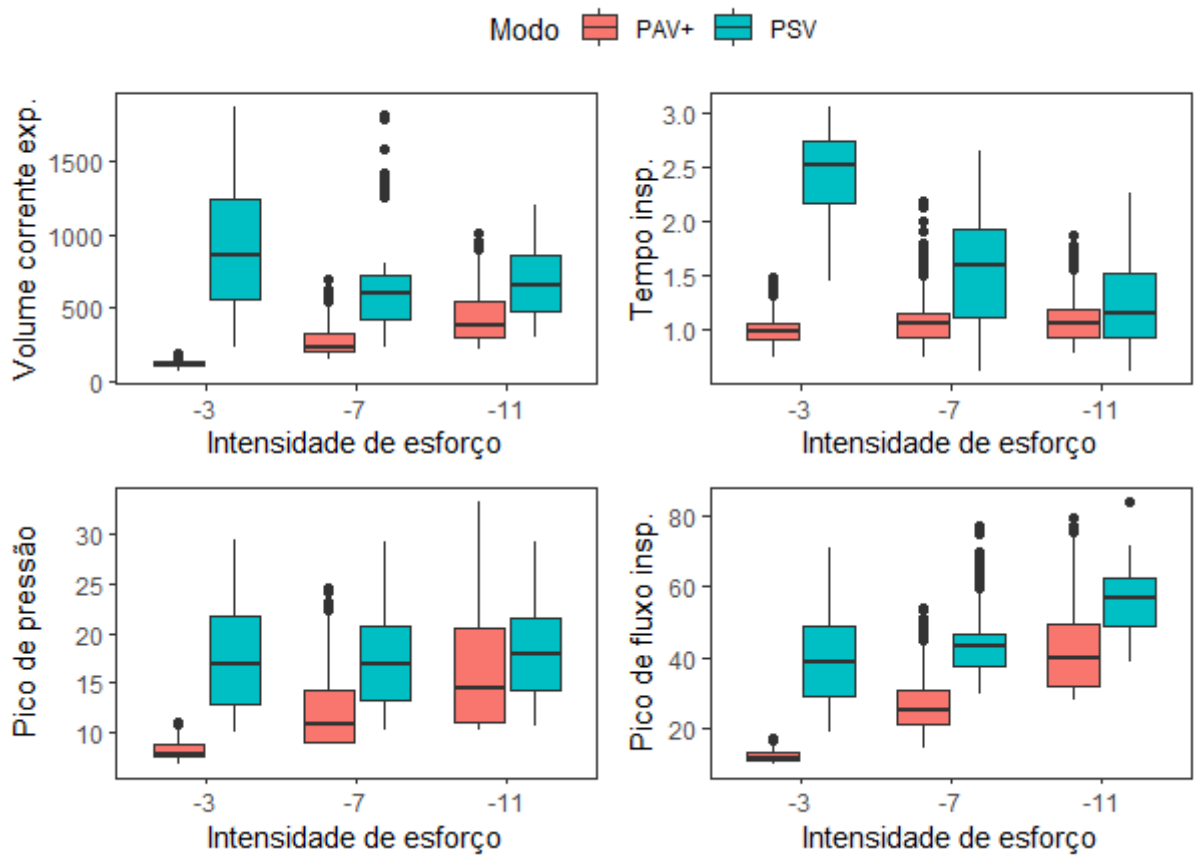 Modo PAV+ PSV
Volume corrente exp.
1500
1000
500
0
-3 -7 -11
Intensidade de esforço
Tempo insp.
3.0
2.5
2.0
1.5
1.0
-3 -7 -11
Intensidade de esforço
Pico de pressão
30
25
20
15
10
-3 -7 -11
Intensidade de esforço
Pico de fluxo insp.
80
60
40
20
-3 -7 -11
Intensidade de esforço